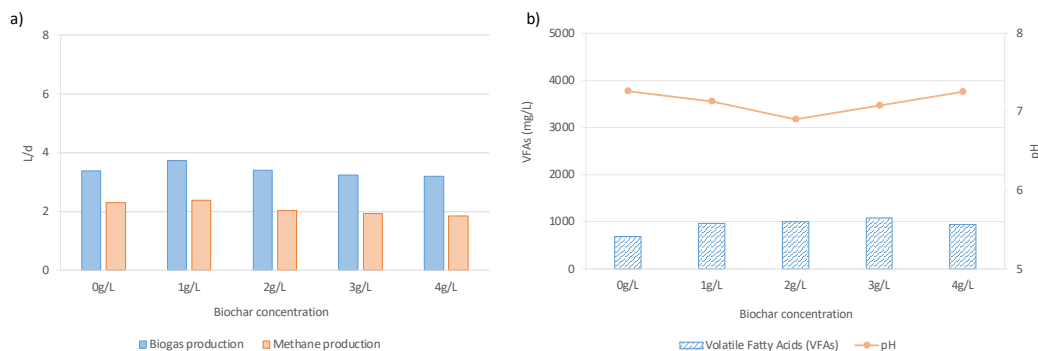 a)
8
6
4
2
0
L/d
0g/L 1g/L 2g/L 3g/L 4g/L
Biochar concentration
Biogas production Methane production
b)
5000
4000
3000
2000
1000
0
VFAs (mg/L)
8
7
6
5
pH
0g/L 1g/L 2g/L 3g/L 4g/L
Biochar concentration
Volatile Fatty Acids (VFAs) pH